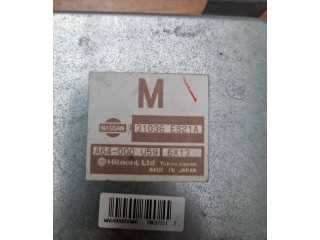 M
NISSAN 31036 ES21A
A64-000 U59 6X13
Hitachi, Ltd. Tokyo Japan
MADE IN JAPAN